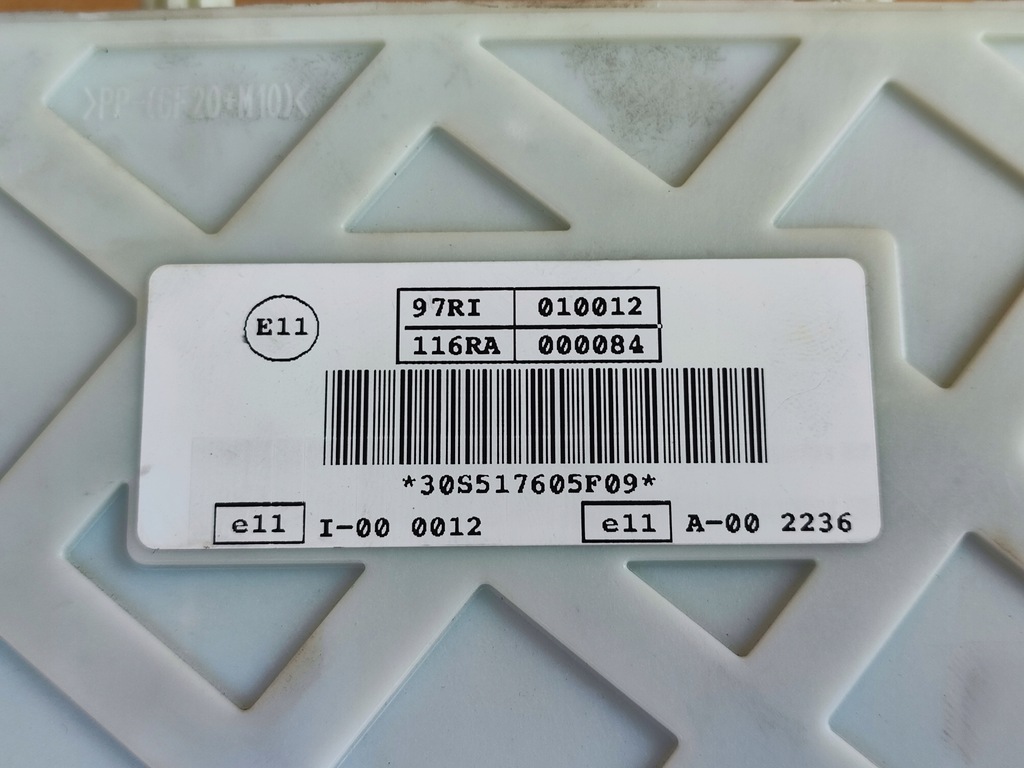 >PP-(GF20+M10)<
E11
97RI 010012
116RA 000084
*30S517605F09*
e11 I-00 0012 e11 A-00 2236